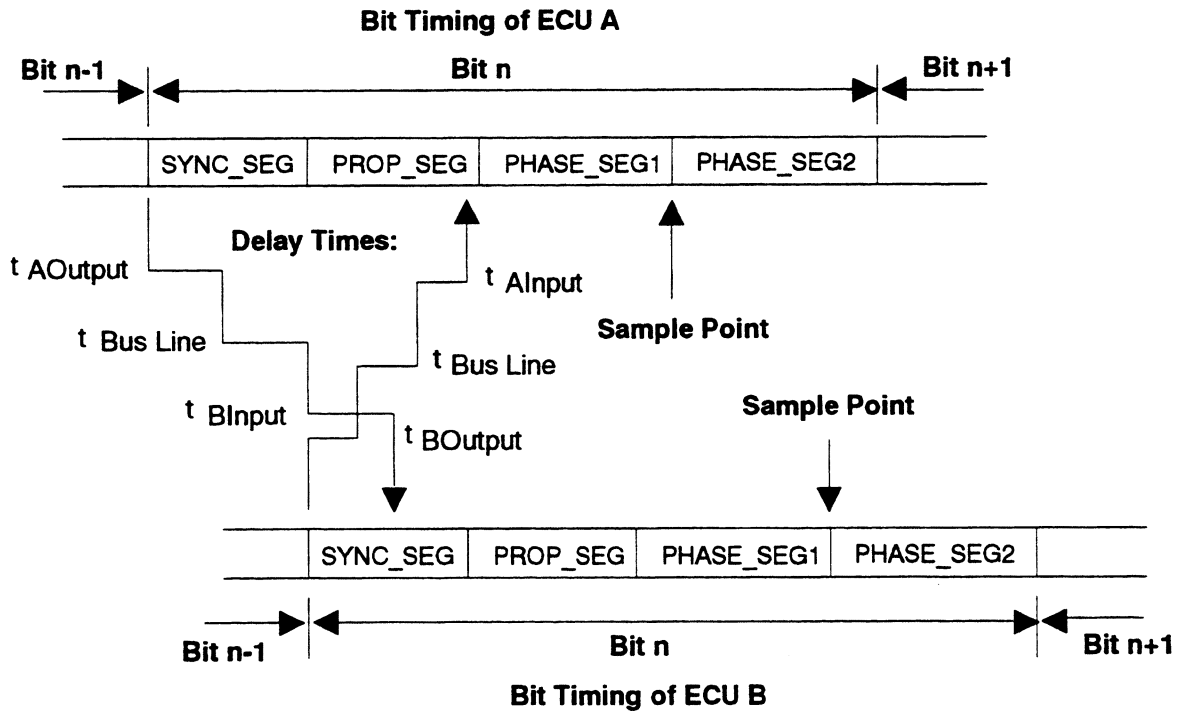 Bit Timing of ECU A
Bit n-1
Bit n
Bit n+1
SYNC_SEG
PROP_SEG
PHASE_SEG1
PHASE_SEG2
Delay Times:
t AOutput
t AInput
Sample Point
t Bus Line
t Bus Line
Sample Point
t BInput
t BOutput
SYNC_SEG
PROP_SEG
PHASE_SEG1
PHASE_SEG2
Bit n-1
Bit n
Bit n+1
Bit Timing of ECU B